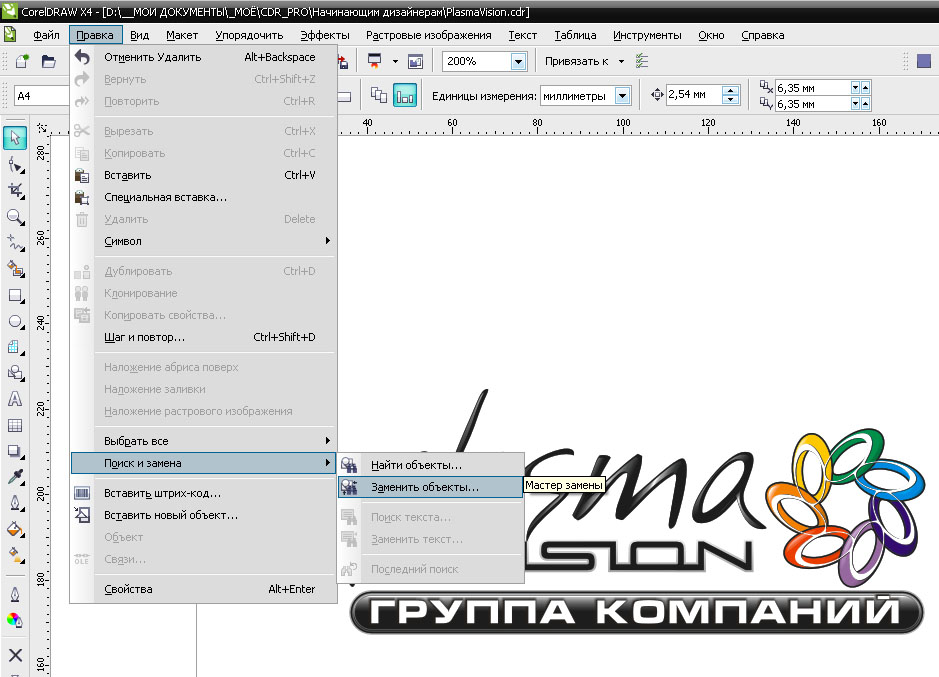 CorelDRAW X4 - [D:\__МОИ ДОКУМЕНТЫ\_МОЁ\CDR_PRO\Начинающим дизайнерам\PlasmaVision.cdr]
Файл Правка Вид Макет Упорядочить Эффекты Растровые изображения Текст Таблица Инструменты Окно Справка
200% Привязать к
A4 Единицы измерения: миллиметры 2,54 мм 6,35 мм
6,35 мм
40 60 80 100 120 140 160
280
260
240
220
200
180
160
Отменить Удалить Alt+Backspace
Вернуть Ctrl+Shift+Z
Повторить Ctrl+R
Вырезать Ctrl+X
Копировать Ctrl+C
Вставить Ctrl+V
Специальная вставка...
Удалить Delete
Символ
Дублировать Ctrl+D
Клонирование
Копировать свойства...
Шаг и повтор... Ctrl+Shift+D
Наложение абриса поверх
Наложение заливки
Наложение растрового изображения
Выбрать все
Поиск и замена
Вставить штрих-код...
Вставить новый объект...
Объект
OLE Связи...
Свойства Alt+Enter
Найти объекты...
Заменить объекты...
Поиск текста...
Заменить текст...
Последний поиск
Мастер замены
ГРУППА КОМПАНИЙ